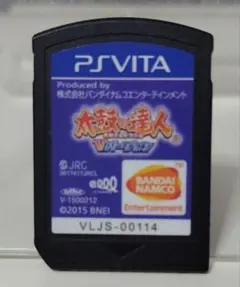 PSVITA
Produced by
株式会社バンダイナムコエンターテインメント
太鼓の達人
Vバージョン
JRC
BANDAI
NAMCO
Entertainment
V-1500012
©2015 BNEI
VLJS-00114